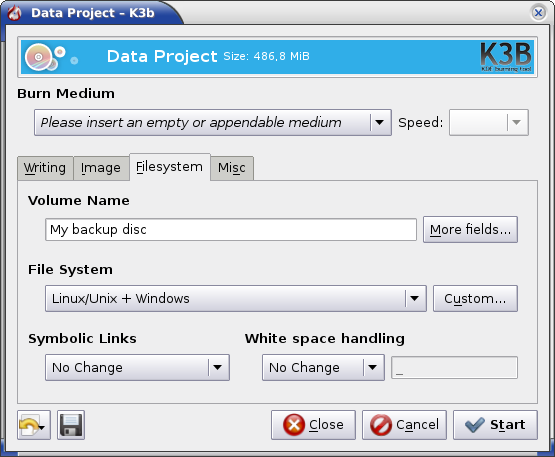 Data Project – K3b
Data Project Size: 486,8 MiB
K3B
KDE burning tool
Burn Medium
Please insert an empty or appendable medium Speed:
Writing Image Filesystem Misc
Volume Name
My backup disc More fields...
File System
Linux/Unix + Windows Custom...
Symbolic Links White space handling
No Change No Change _
Close Cancel Start